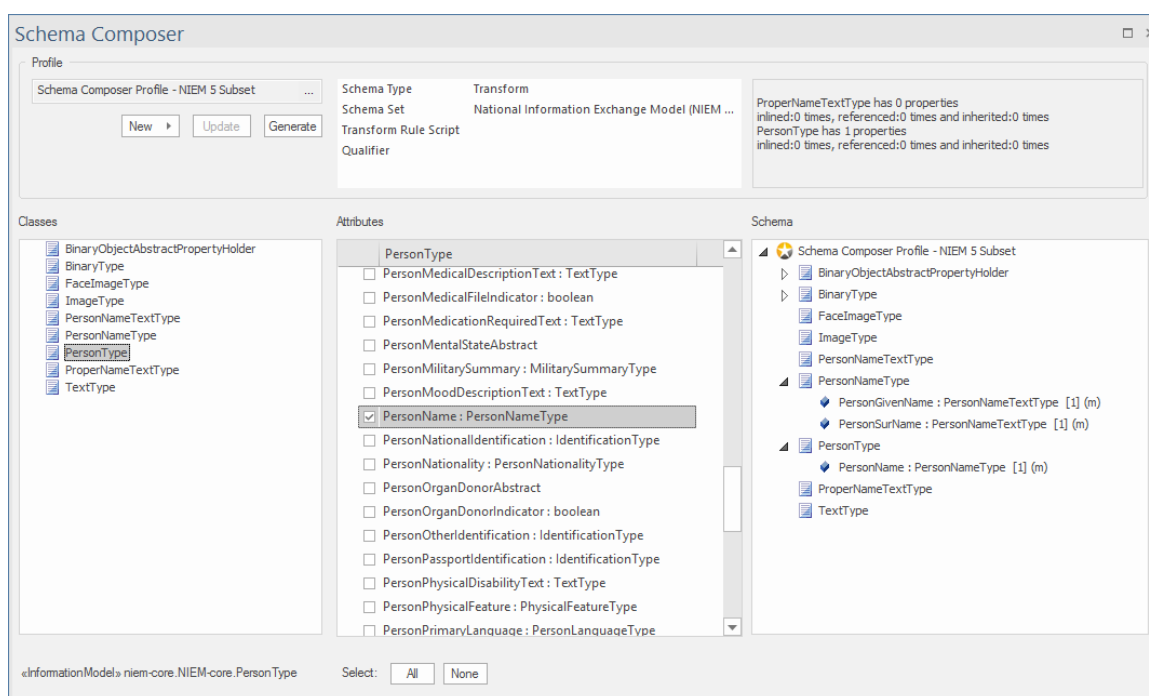 Schema Composer
Profile
Schema Composer Profile - NIEM 5 Subset ...
New
Update
Generate
Schema Type Transform
Schema Set National Information Exchange Model (NIEM ...
Transform Rule Script
Qualifier
ProperNameTextType has 0 properties
inlined:0 times, referenced:0 times and inherited:0 times
PersonType has 1 properties
inlined:0 times, referenced:0 times and inherited:0 times
Classes
BinaryObjectAbstractPropertyHolder
BinaryType
FaceImageType
ImageType
PersonNameTextType
PersonNameType
PersonType
ProperNameTextType
TextType
Attributes
PersonType
PersonMedicalDescriptionText : TextType
PersonMedicalFileIndicator : boolean
PersonMedicationRequiredText : TextType
PersonMentalStateAbstract
PersonMilitarySummary : MilitarySummaryType
PersonMoodDescriptionText : TextType
PersonName : PersonNameType
PersonNationalIdentification : IdentificationType
PersonNationality : PersonNationalityType
PersonOrganDonorAbstract
PersonOrganDonorIndicator : boolean
PersonOtherIdentification : IdentificationType
PersonPassportIdentification : IdentificationType
PersonPhysicalDisabilityText : TextType
PersonPhysicalFeature : PhysicalFeatureType
PersonPrimaryLanguage : PersonLanguageType
Schema
Schema Composer Profile - NIEM 5 Subset
BinaryObjectAbstractPropertyHolder
BinaryType
FaceImageType
ImageType
PersonNameTextType
PersonNameType
PersonGivenName : PersonNameTextType [1] (m)
PersonSurName : PersonNameTextType [1] (m)
PersonType
PersonName : PersonNameType [1] (m)
ProperNameTextType
TextType
«InformationModel» niem-core.NIEM-core.PersonType
Select: All None